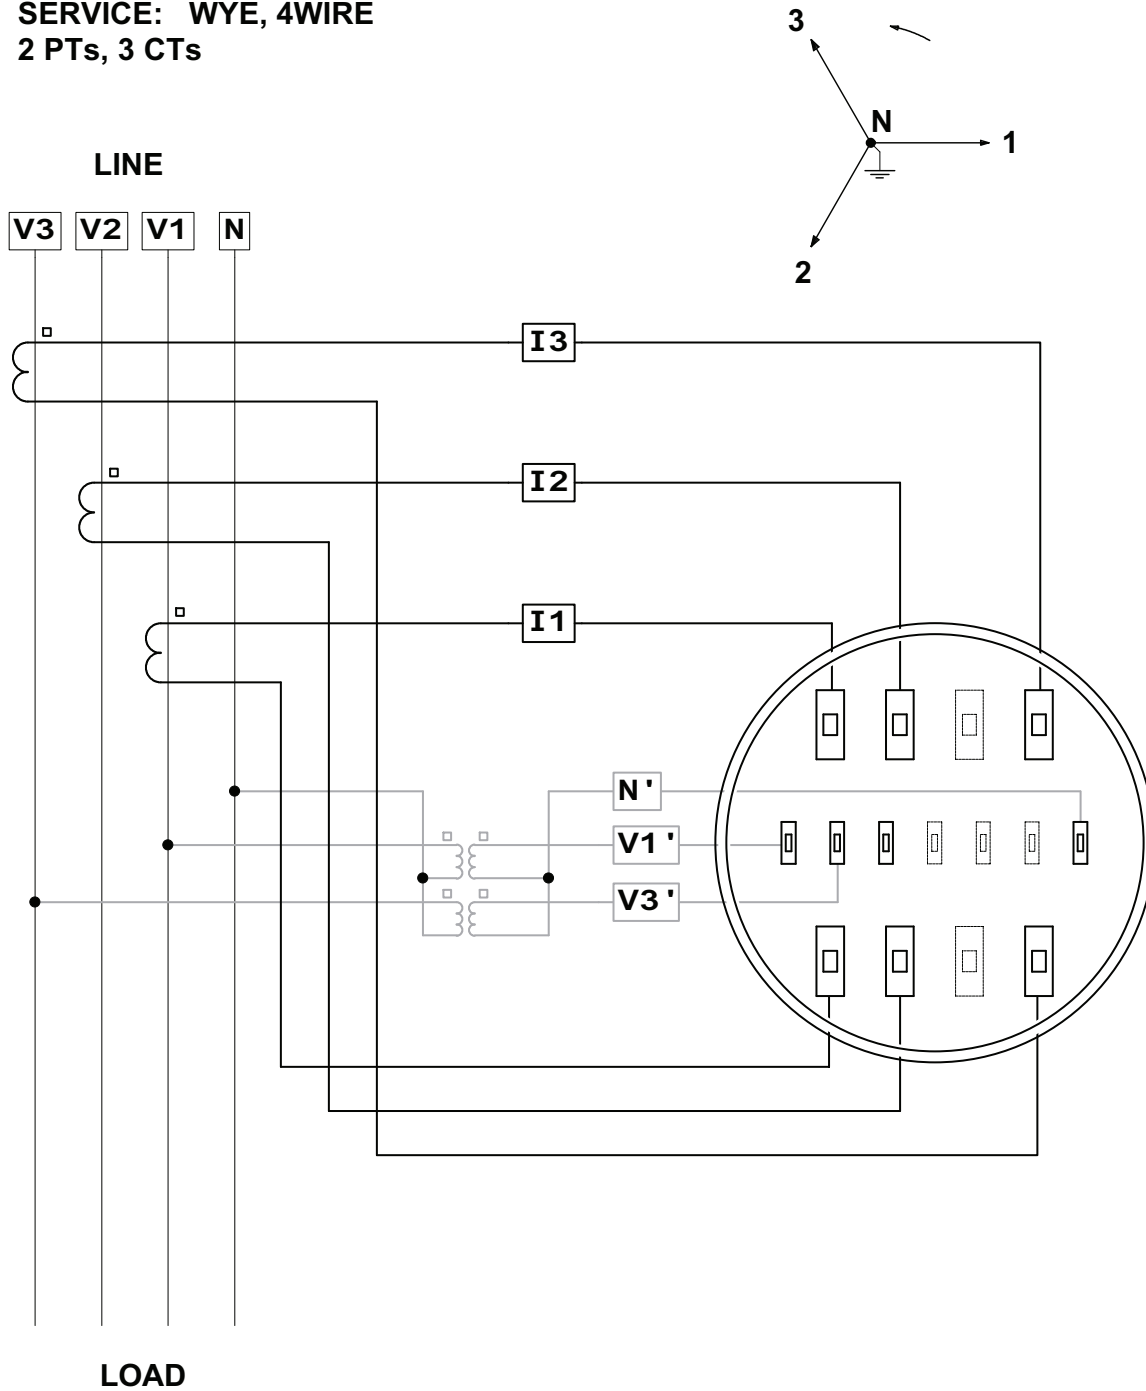 SERVICE: WYE, 4WIRE
2 PTs, 3 CTs
3
N
1
2
LINE
V3 V2 V1 N
I3
I2
I1
N'
V1'
V3'
LOAD